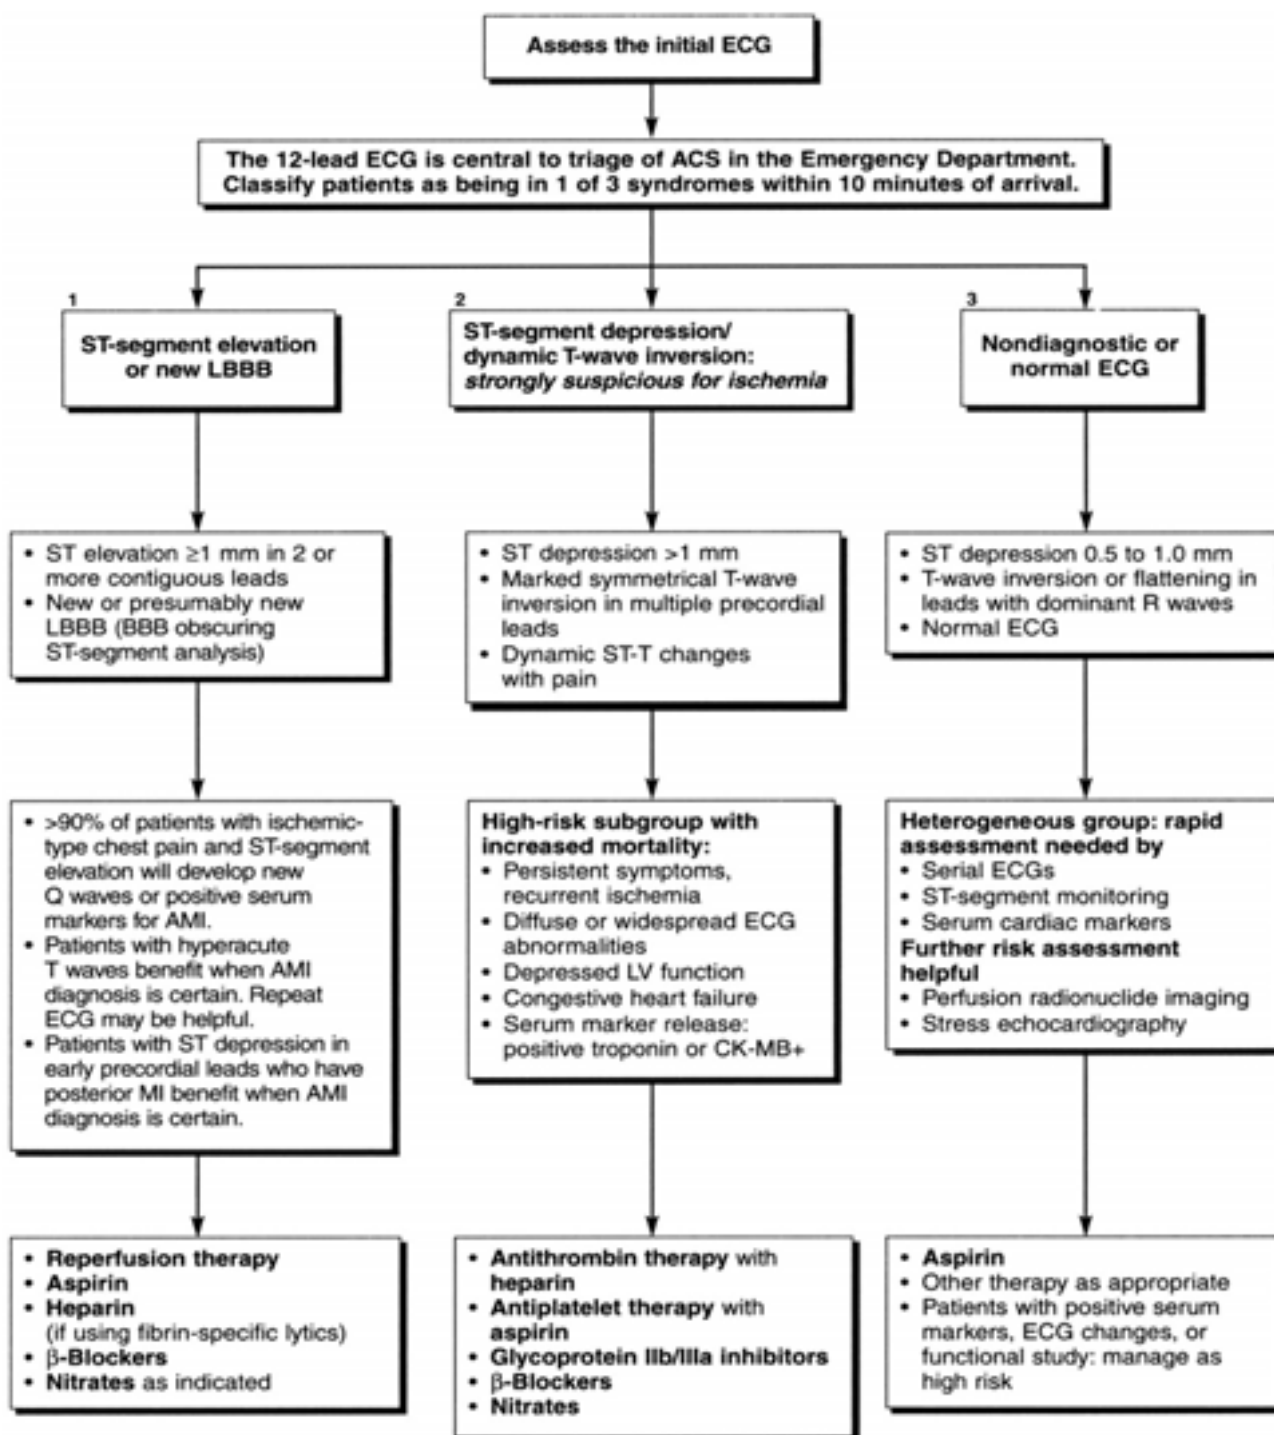 Assess the initial ECG
The 12-lead ECG is central to triage of ACS in the Emergency Department.
Classify patients as being in 1 of 3 syndromes within 10 minutes of arrival.
1
ST-segment elevation
or new LBBB
2
ST-segment depression/
dynamic T-wave inversion:
strongly suspicious for ischemia
3
Nondiagnostic or
normal ECG
• ST elevation ≥1 mm in 2 or
more contiguous leads
• New or presumably new
LBBB (BBB obscuring
ST-segment analysis)
• ST depression >1 mm
• Marked symmetrical T-wave
inversion in multiple precordial
leads
• Dynamic ST-T changes
with pain
• ST depression 0.5 to 1.0 mm
• T-wave inversion or flattening in
leads with dominant R waves
• Normal ECG
• >90% of patients with ischemic-
type chest pain and ST-segment
elevation will develop new
Q waves or positive serum
markers for AMI.
• Patients with hyperacute
T waves benefit when AMI
diagnosis is certain. Repeat
ECG may be helpful.
• Patients with ST depression in
early precordial leads who have
posterior MI benefit when AMI
diagnosis is certain.
High-risk subgroup with
increased mortality:
• Persistent symptoms,
recurrent ischemia
• Diffuse or widespread ECG
abnormalities
• Depressed LV function
• Congestive heart failure
• Serum marker release:
positive troponin or CK-MB+
Heterogeneous group: rapid
assessment needed by
• Serial ECGs
• ST-segment monitoring
• Serum cardiac markers
Further risk assessment
helpful
• Perfusion radionuclide imaging
• Stress echocardiography
• Reperfusion therapy
• Aspirin
• Heparin
(if using fibrin-specific lytics)
• β-Blockers
• Nitrates as indicated
• Antithrombin therapy with
heparin
• Antiplatelet therapy with
aspirin
• Glycoprotein IIb/IIIa inhibitors
• β-Blockers
• Nitrates
• Aspirin
• Other therapy as appropriate
• Patients with positive serum
markers, ECG changes, or
functional study: manage as
high risk